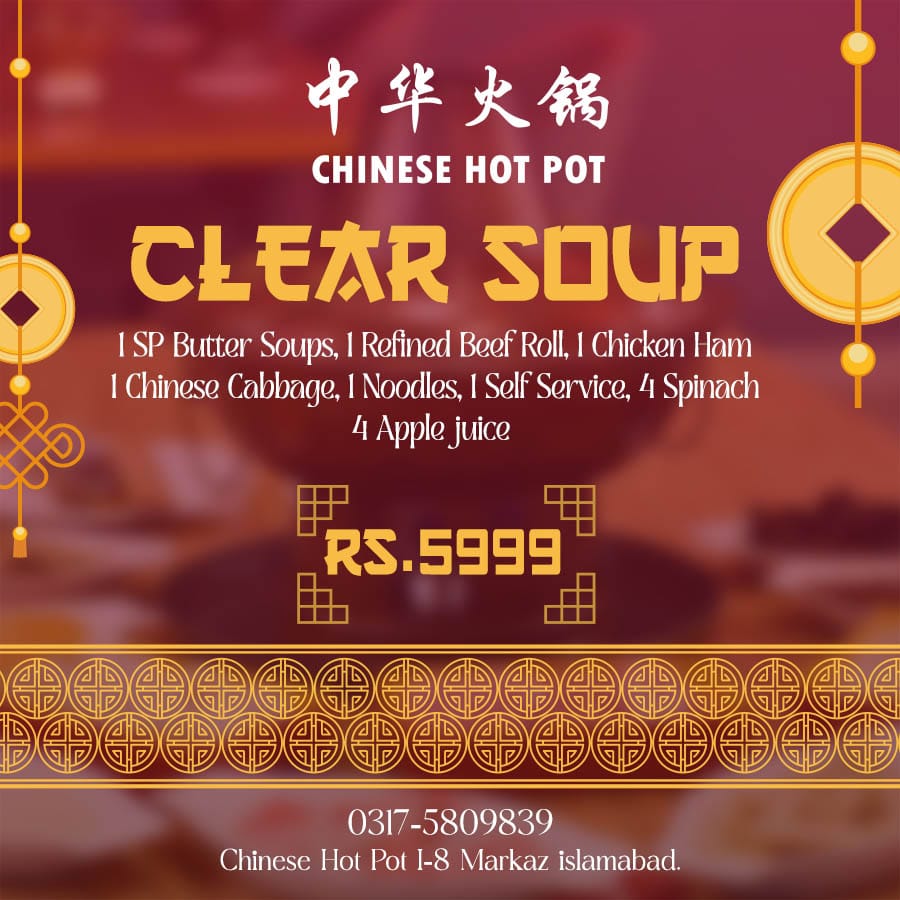 中华火锅
CHINESE HOT POT
CLEAR SOUP
1 SP Butter Soups, 1 Refined Beef Roll, 1 Chicken Ham
1 Chinese Cabbage, 1 Noodles, 1 Self Service, 4 Spinach
4 Apple juice
RS.5999
0317-5809839
Chinese Hot Pot I-8 Markaz islamabad.